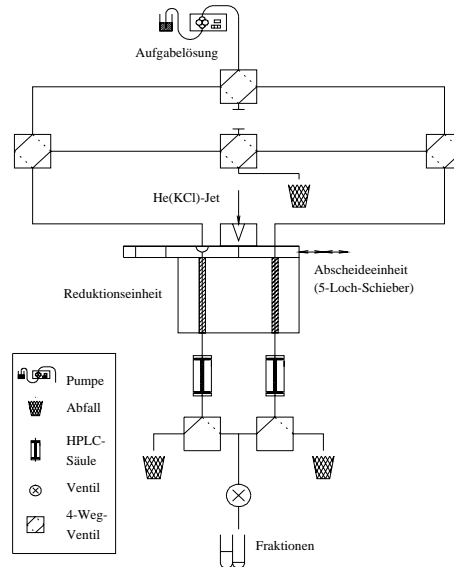 Aufgabelösung
He(KCl)-Jet
Reduktionseinheit
Abscheideeinheit
(5-Loch-Schieber)
Pumpe
Abfall
HPLC-
Säule
Ventil
4-Weg-
Ventil
Fraktionen